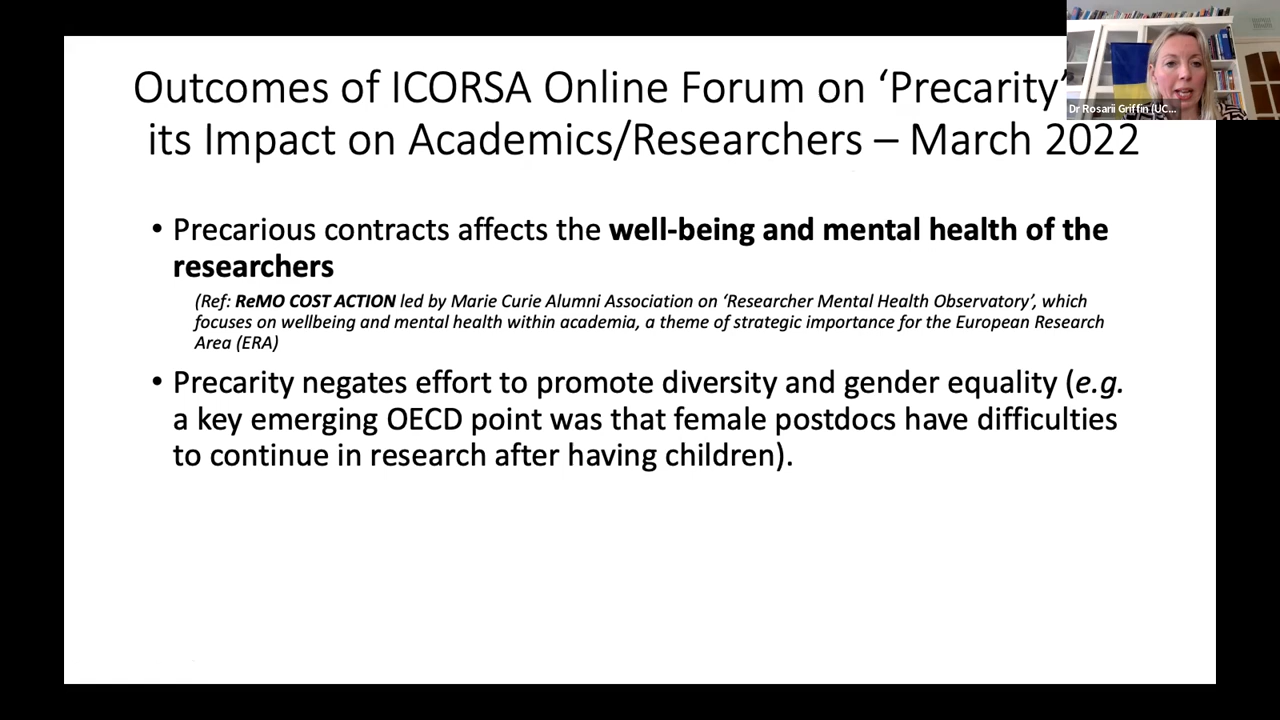 Outcomes of ICORSA Online Forum on ‘Precarity’
its Impact on Academics/Researchers – March 2022
Dr Rosarii Griffin (UC...
• Precarious contracts affects the well-being and mental health of the
researchers
(Ref: ReMO COST ACTION led by Marie Curie Alumni Association on ‘Researcher Mental Health Observatory’, which
focuses on wellbeing and mental health within academia, a theme of strategic importance for the European Research
Area (ERA)
• Precarity negates effort to promote diversity and gender equality (e.g.
a key emerging OECD point was that female postdocs have difficulties
to continue in research after having children).